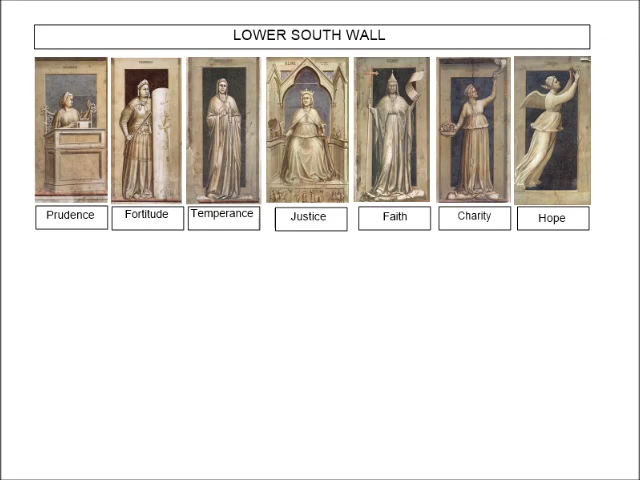 LOWER SOUTH WALL
Prudence
Fortitude
Temperance
Justice
Faith
Charity
Hope